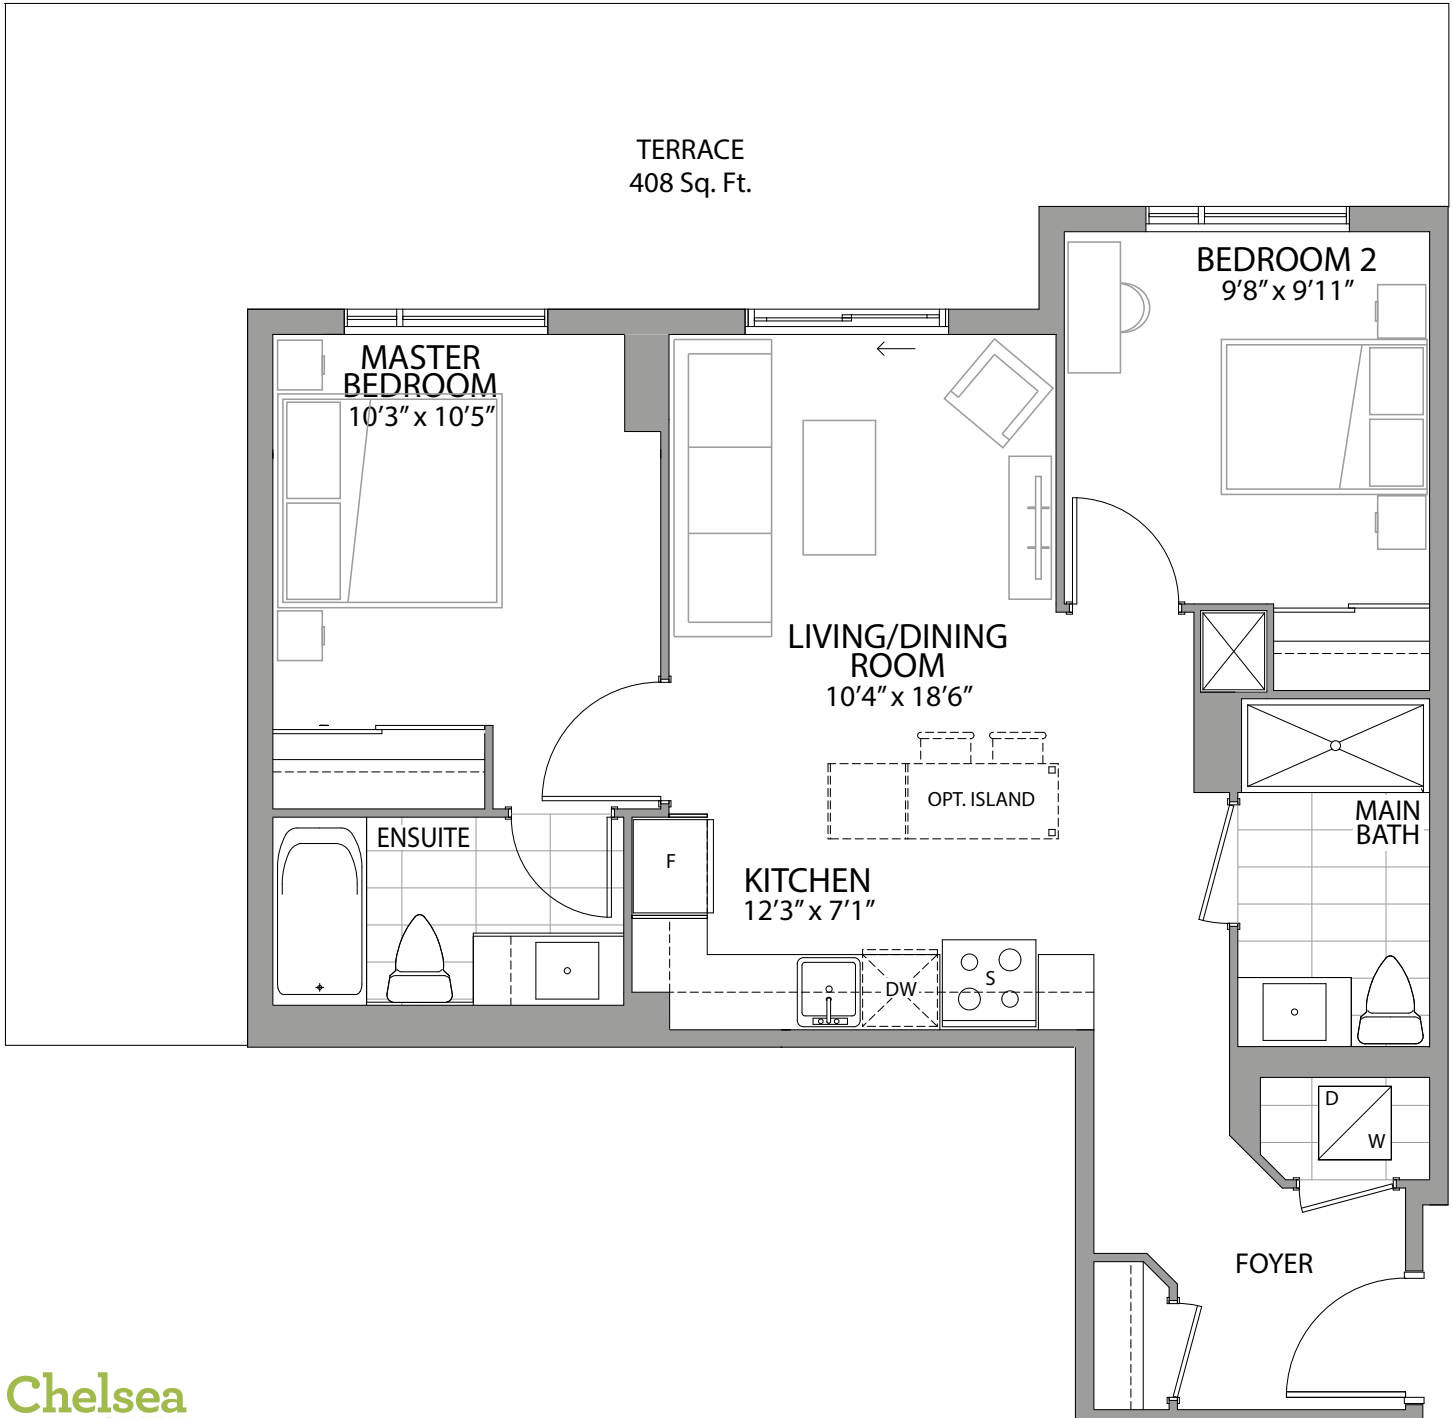 TERRACE
408 Sq. Ft.
BEDROOM 2
9'8" x 9'11"
MASTER
BEDROOM
10'3" x 10'5"
LIVING/DINING
ROOM
10'4" x 18'6"
OPT. ISLAND
MAIN
BATH
ENSUITE
F
KITCHEN
12'3" x 7'1"
DW
S
D
W
FOYER
Chelsea